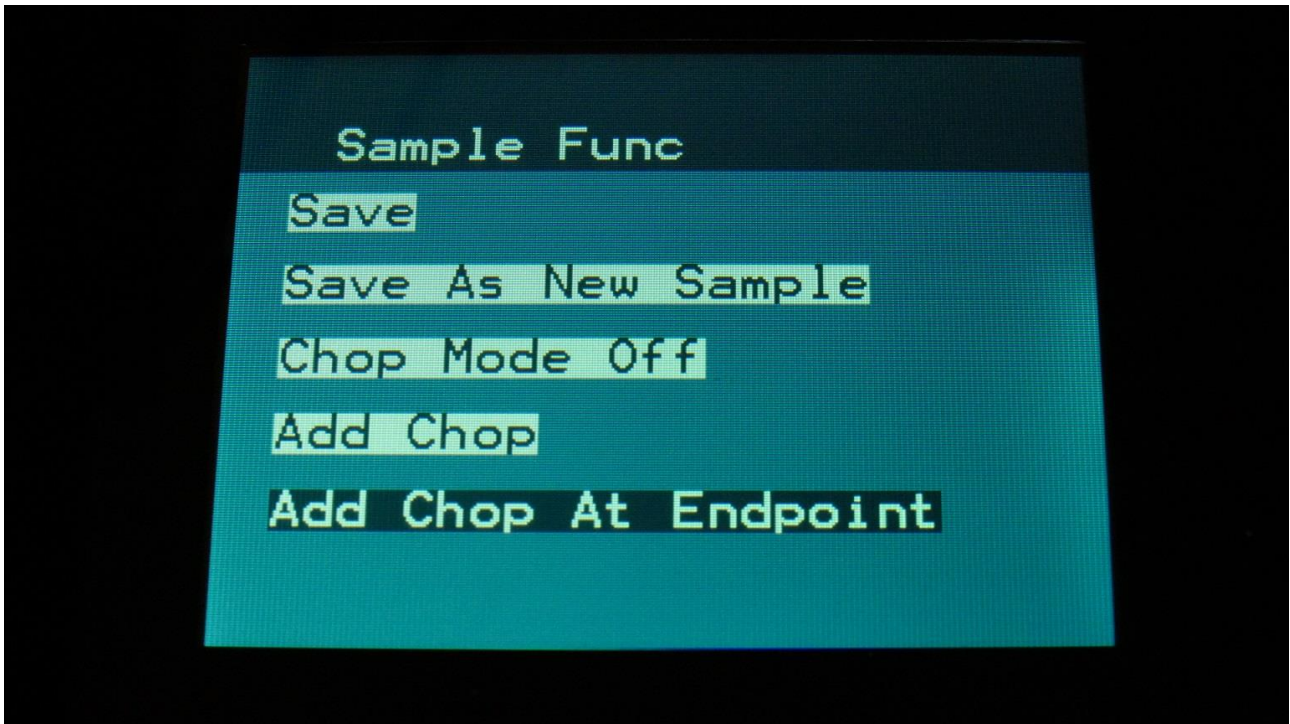 Sample Func
Save
Save As New Sample
Chop Mode Off
Add Chop
Add Chop At Endpoint